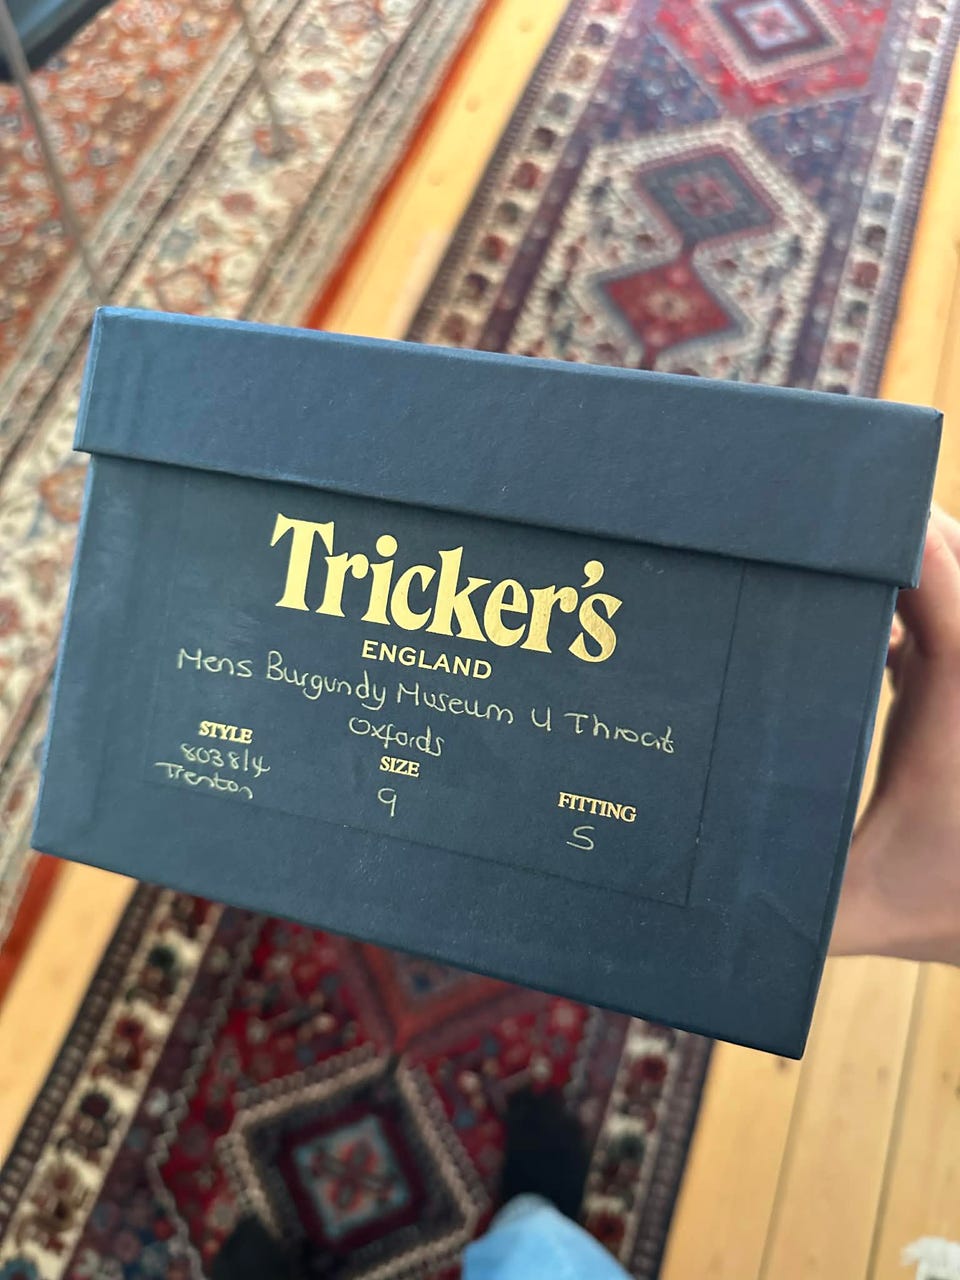 Tricker's
ENGLAND
Mens Burgundy Museum U Throat
Oxfords
STYLE
8038/4
Trenton
SIZE
9
FITTING
5